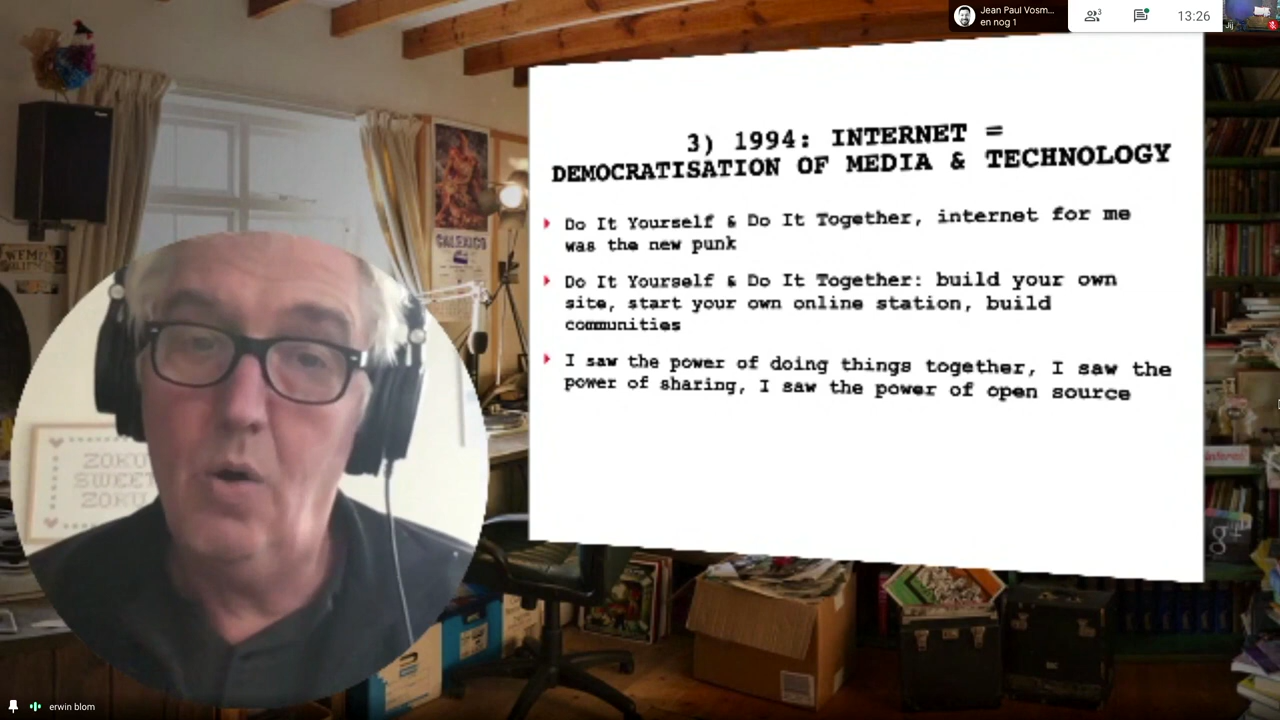 Jean Paul Vosm...
en nog 1
3
13:26
Jij
3) 1994: INTERNET =
DEMOCRATISATION OF MEDIA & TECHNOLOGY
Do It Yourself & Do It Together, internet for me
was the new punk
Do It Yourself & Do It Together: build your own
site, start your own online station, build
communities
I saw the power of doing things together, I saw the
power of sharing, I saw the power of open source
CALEXICO
ZOKU
SWEET
ZOKU
erwin blom